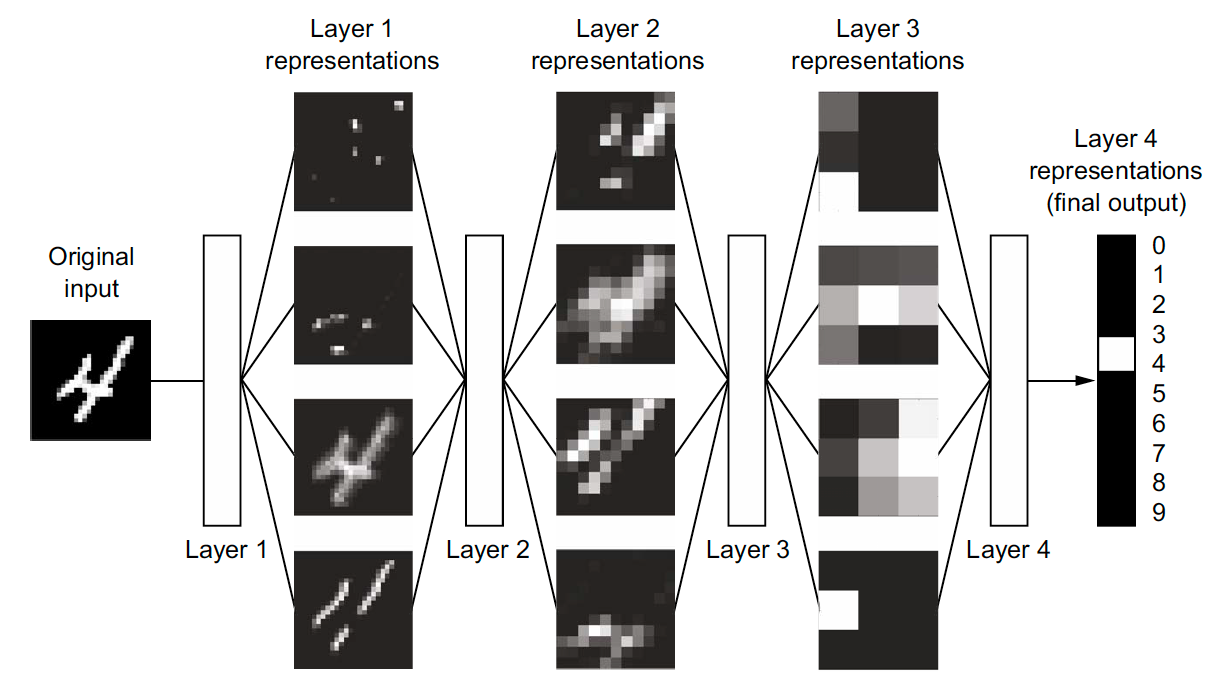 Layer 1
representations
Layer 2
representations
Layer 3
representations
Layer 4
representations
(final output)
Original
input
4
0
1
2
3
4
5
6
7
8
9
Layer 1
Layer 2
Layer 3
Layer 4